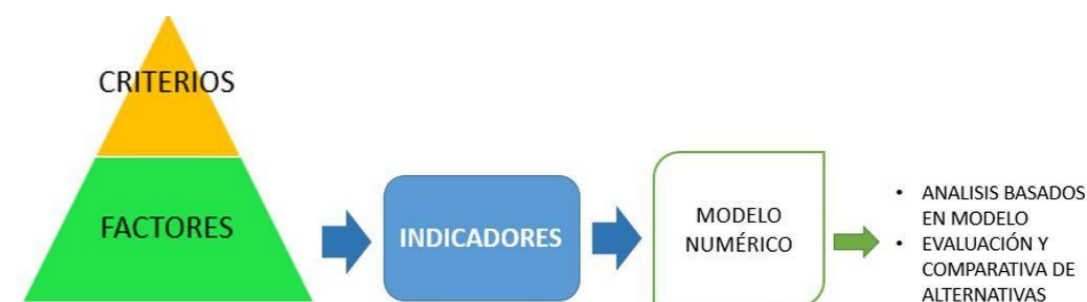 CRITERIOS
FACTORES
INDICADORES
MODELO
NUMÉRICO
• ANALISIS BASADOS
EN MODELO
• EVALUACIÓN Y
COMPARATIVA DE
ALTERNATIVAS